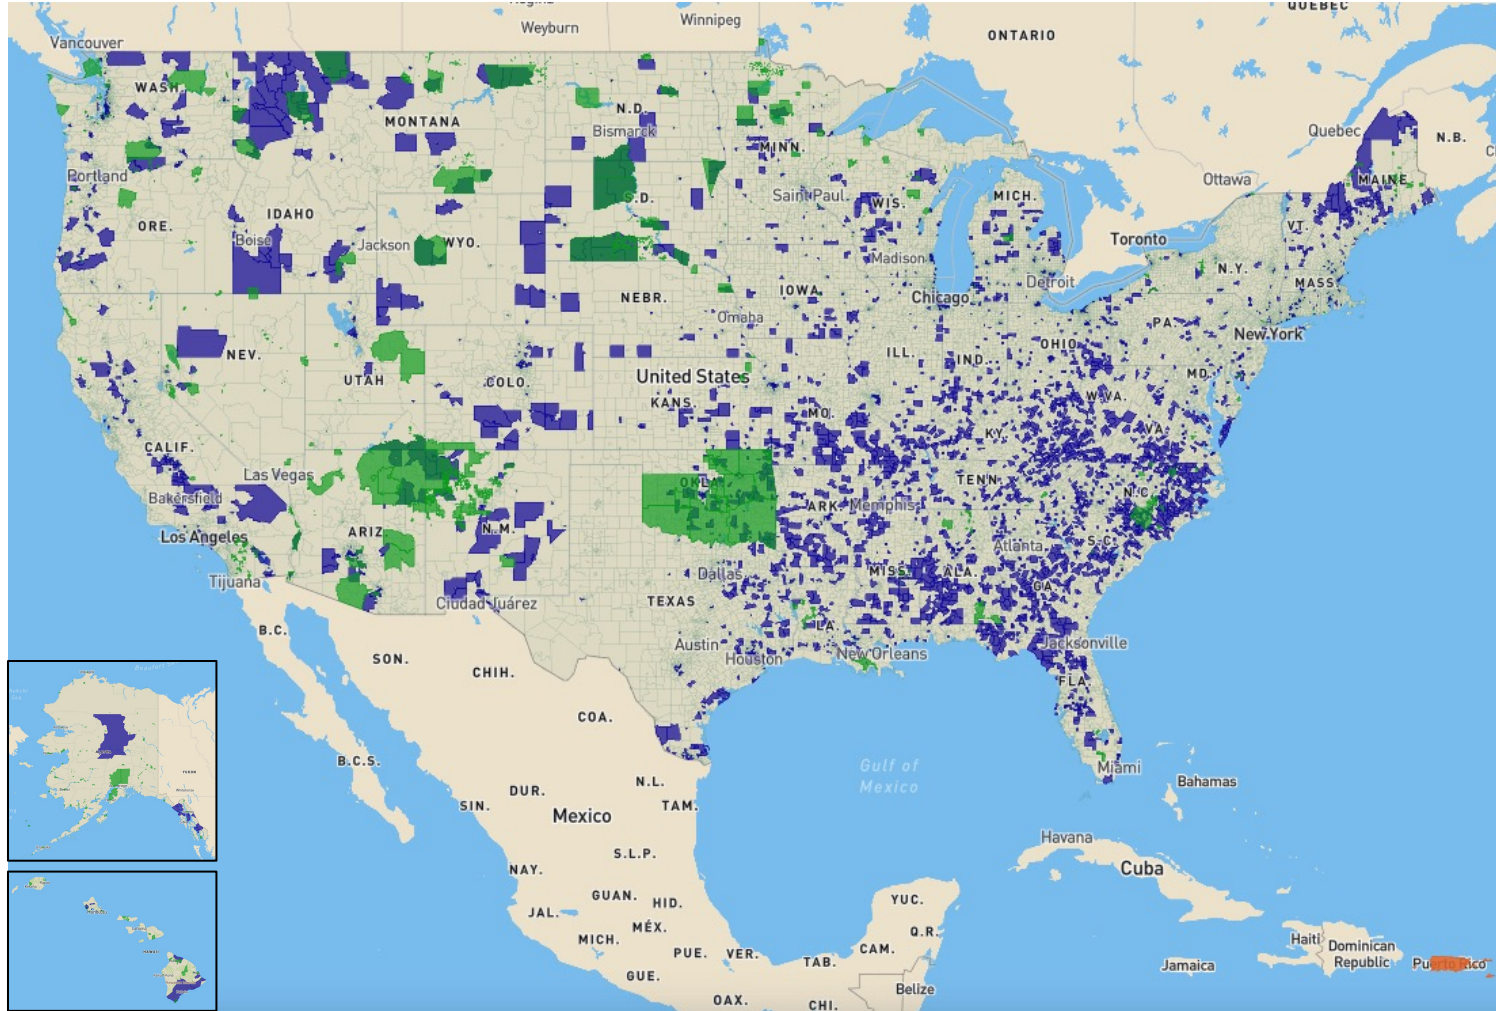 Regina
QUEBEC
Weyburn
Winnipeg
ONTARIO
Vancouver
WASH.
MONTANA
N.D.
Bismarck
MINN.
Quebec
N.B.
MAINE
Ottawa
Portland
ORE.
IDAHO
Boise
Jackson
WYO.
S.D.
Saint Paul
WIS.
MICH.
Toronto
VT.
N.Y.
MASS.
Madison
Detroit
Chicago
IOWA
NEBR.
Omaha
PA.
New York
NEV.
UTAH
COLO.
United States
KANS.
ILL.
IND.
OHIO
MD.
W.VA.
MO.
KY.
VA.
CALIF.
Las Vegas
Bakersfield
Los Angeles
ARIZ.
N.M.
OKLA.
ARK.
Memphis
TENN.
N.C.
S.C.
Atlanta
Tijuana
Ciudad Juárez
Dallas
TEXAS
MISS.
ALA.
GA.
LA.
Austin
Houston
New Orleans
Jacksonville
FLA.
Miami
B.C.
SON.
CHIH.
COA.
B.C.S.
N.L.
TAM.
DUR.
SIN.
Mexico
Gulf of
Mexico
Bahamas
Havana
Cuba
S.L.P.
NAY.
GUAN.
HID.
JAL.
MÉX.
MICH.
PUE.
VER.
GUE.
TAB.
CAM.
YUC.
Q.R.
OAX.
CHI.
Belize
Jamaica
Haiti
Dominican
Republic
Puerto Rico